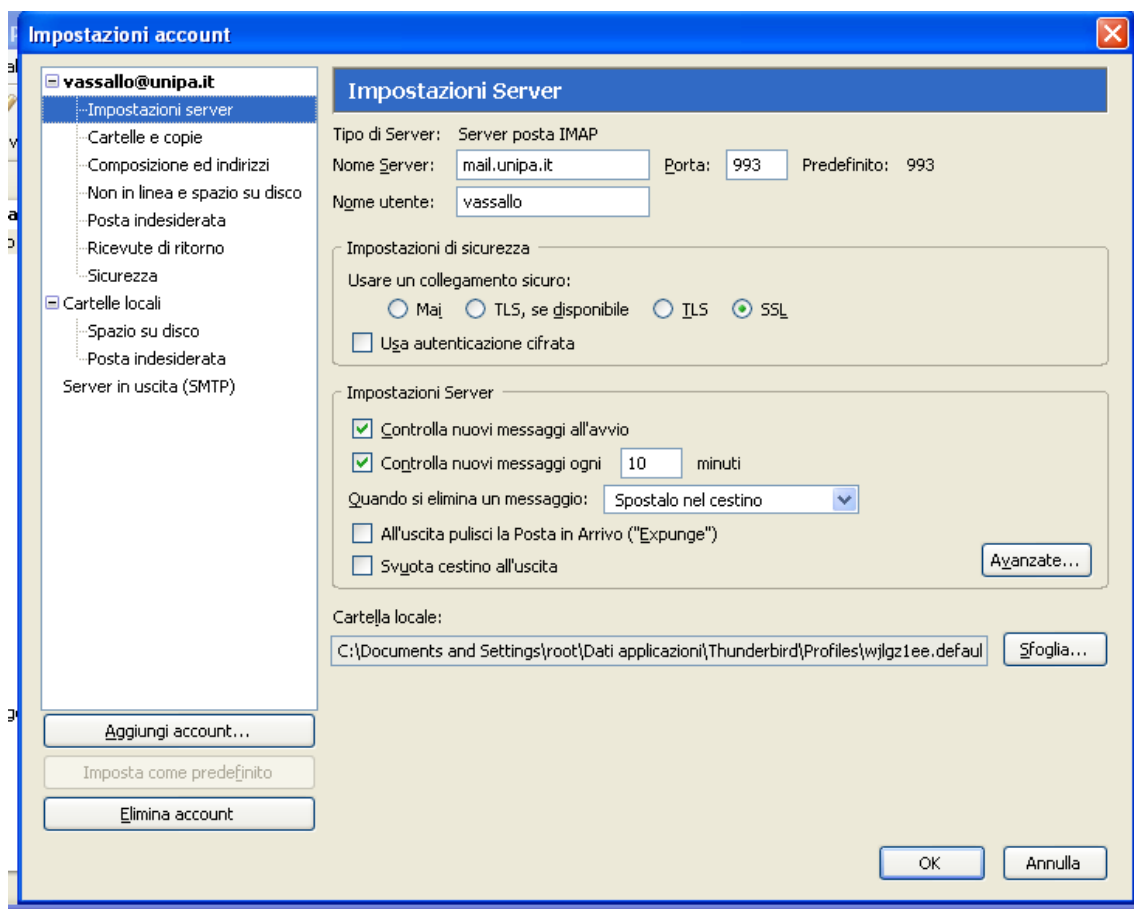 Impostazioni account
vassallo@unipa.it
Impostazioni server
Cartelle e copie
Composizione ed indirizzi
Non in linea e spazio su disco
Posta indesiderata
Ricevute di ritorno
Sicurezza
Cartelle locali
Spazio su disco
Posta indesiderata
Server in uscita (SMTP)
Aggiungi account...
Imposta come predefinito
Elimina account
Impostazioni Server
Tipo di Server: Server posta IMAP
Nome Server: mail.unipa.it Porta: 993 Predefinito: 993
Nome utente: vassallo
Impostazioni di sicurezza
Usare un collegamento sicuro:
Mai TLS, se disponibile TLS SSL
Usa autenticazione cifrata
Impostazioni Server
Controlla nuovi messaggi all'avvio
Controlla nuovi messaggi ogni 10 minuti
Quando si elimina un messaggio: Spostalo nel cestino
All'uscita pulisci la Posta in Arrivo ("Expunge")
Svuota cestino all'uscita
Avanzate...
Cartella locale:
C:\Documents and Settings\root\Dati applicazioni\Thunderbird\Profiles\wjlgz1ee.defaul Sfoglia...
OK Annulla